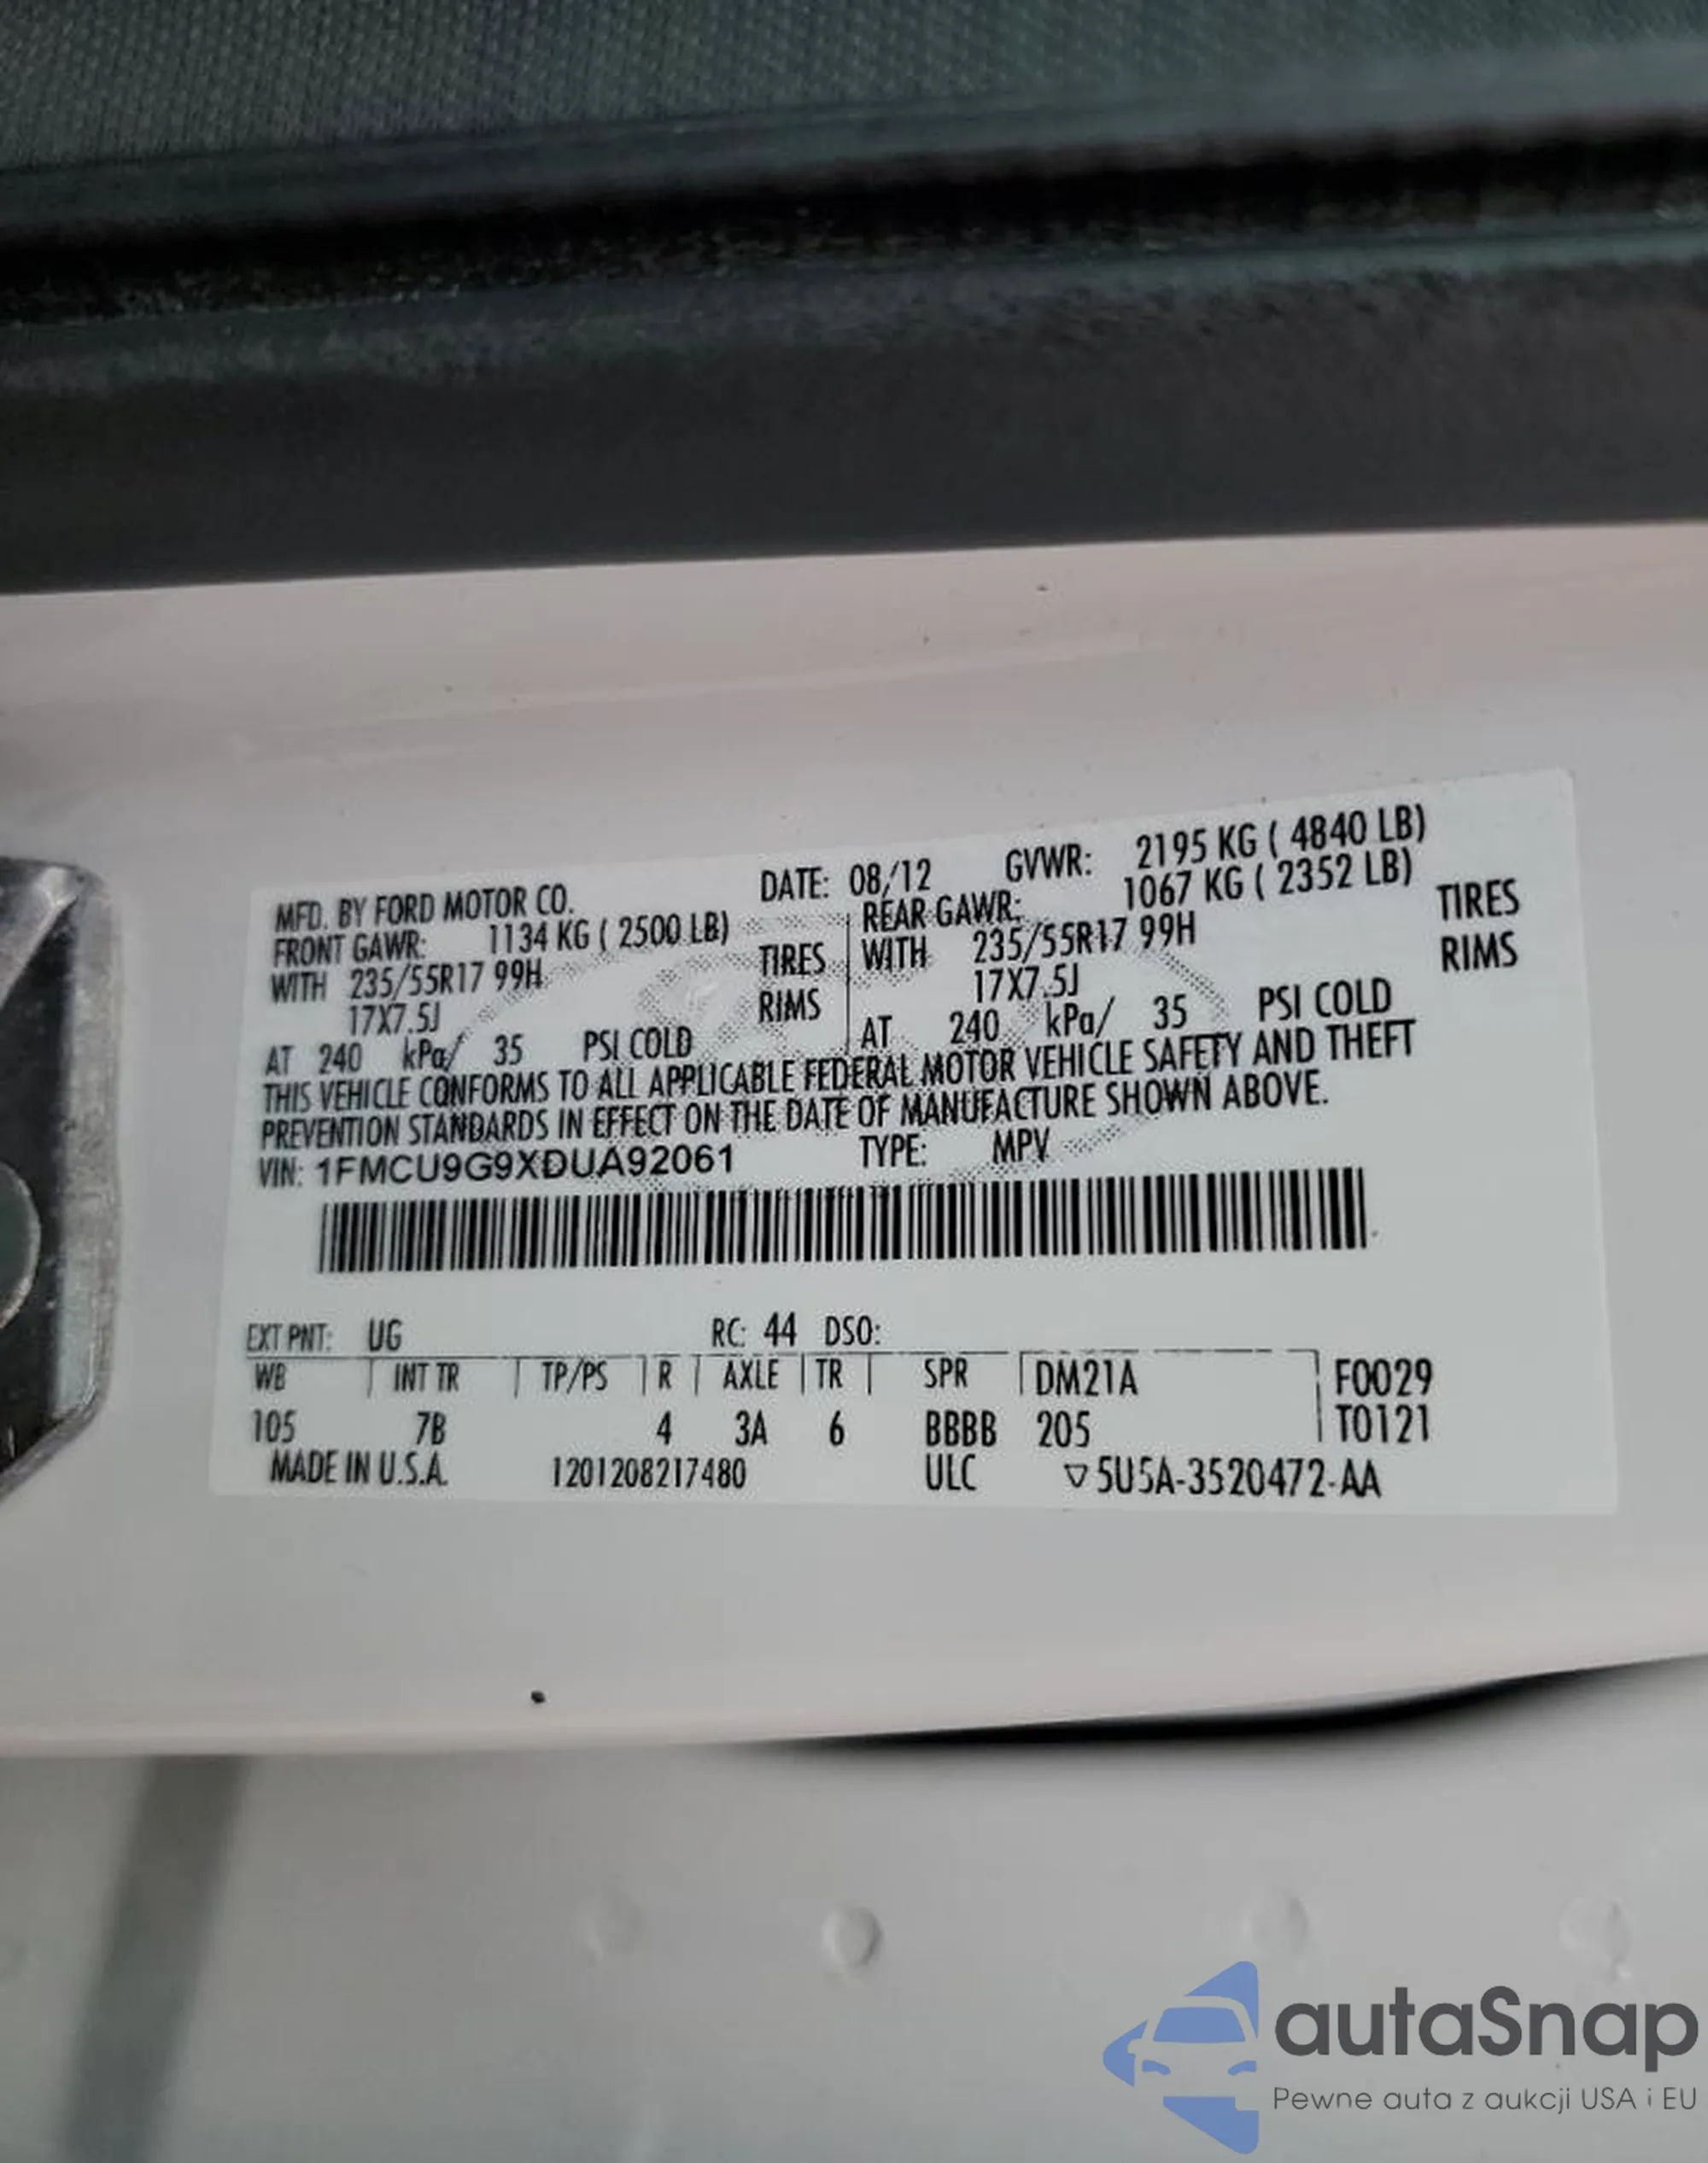 MFD. BY FORD MOTOR CO. DATE: 08/12 GVWR: 2195 KG ( 4840 LB)
FRONT GAWR: 1134 KG ( 2500 LB) REAR GAWR: 1067 KG ( 2352 LB)
WITH 235/55R17 99H TIRES WITH 235/55R17 99H TIRES
17X7.5J RIMS 17X7.5J RIMS
AT 240 kPa/ 35 PSI COLD AT 240 kPa/ 35 PSI COLD
THIS VEHICLE CONFORMS TO ALL APPLICABLE FEDERAL MOTOR VEHICLE SAFETY AND THEFT
PREVENTION STANDARDS IN EFFECT ON THE DATE OF MANUFACTURE SHOWN ABOVE.
VIN: 1FMCU9G9XDUA92061 TYPE: MPV
EXT PNT: UG RC: 44 DSO:
WB INT TR TP/PS R AXLE TR SPR DM21A F0029
105 7B 4 3A 6 BBBB 205 T0121
MADE IN U.S.A. 1201208217480 ULC ▽5U5A-3520472-AA
autaSnap
Pewne auta z aukcji USA i EU